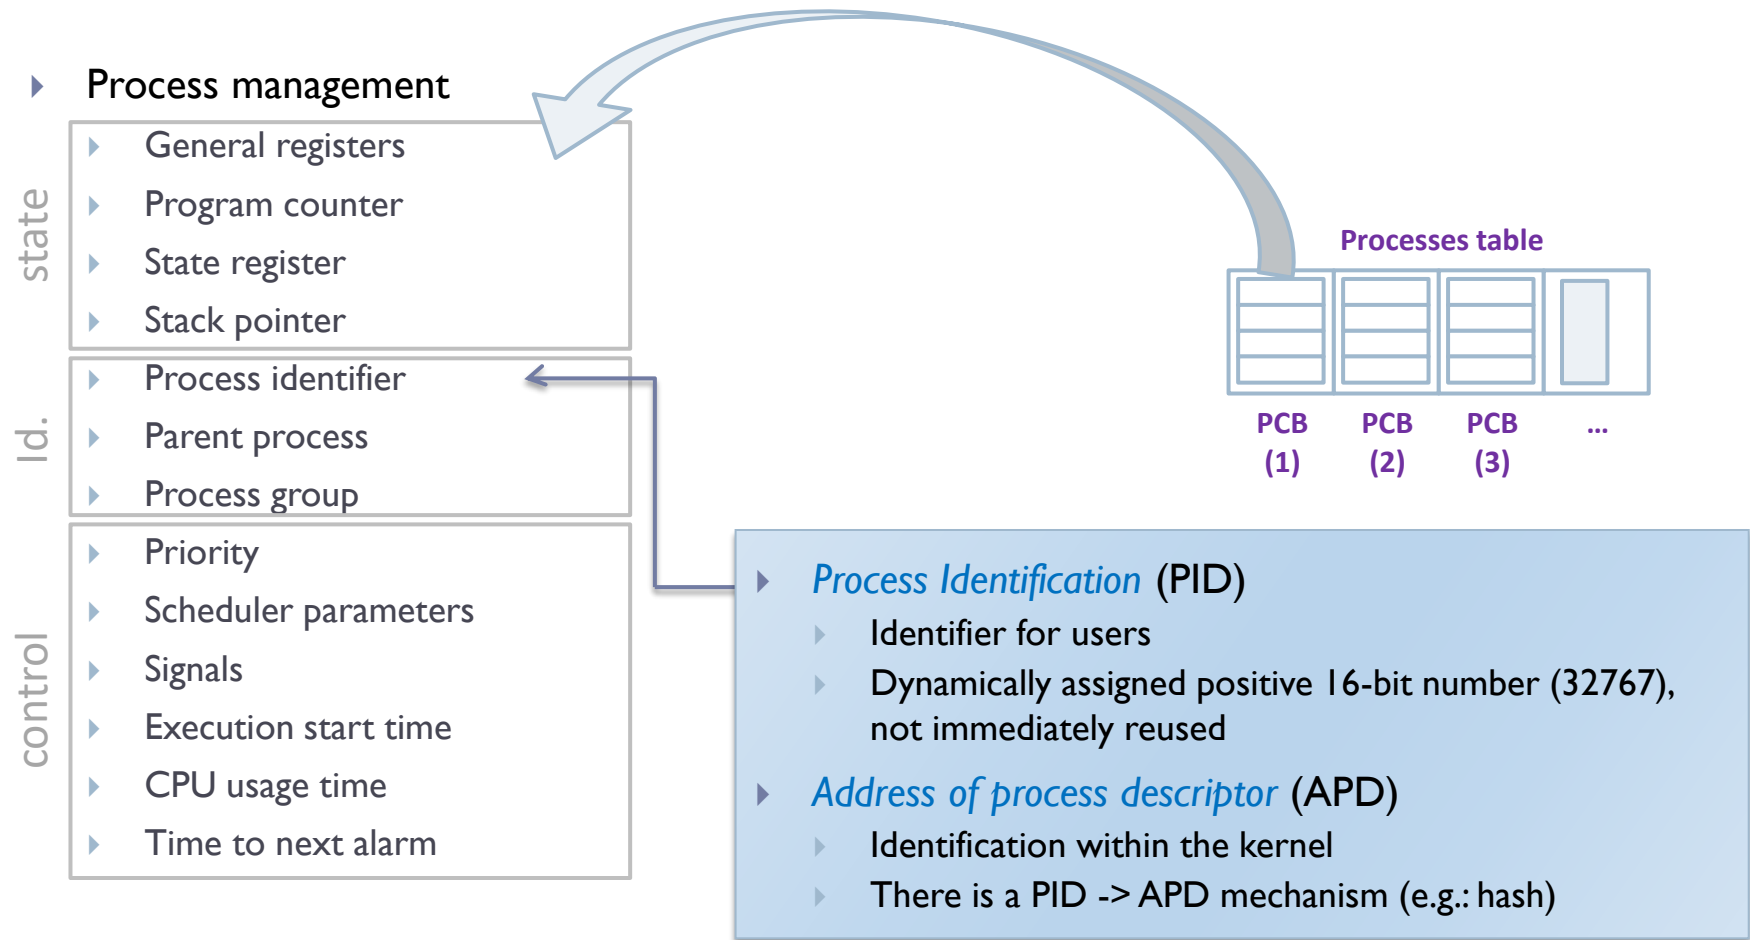 Process management
state
General registers
Program counter
State register
Stack pointer
Id.
Process identifier
Parent process
Process group
control
Priority
Scheduler parameters
Signals
Execution start time
CPU usage time
Time to next alarm
Processes table
PCB PCB PCB ...
(1) (2) (3)
Process Identification (PID)
Identifier for users
Dynamically assigned positive 16-bit number (32767),
not immediately reused
Address of process descriptor (APD)
Identification within the kernel
There is a PID -> APD mechanism (e.g.: hash)